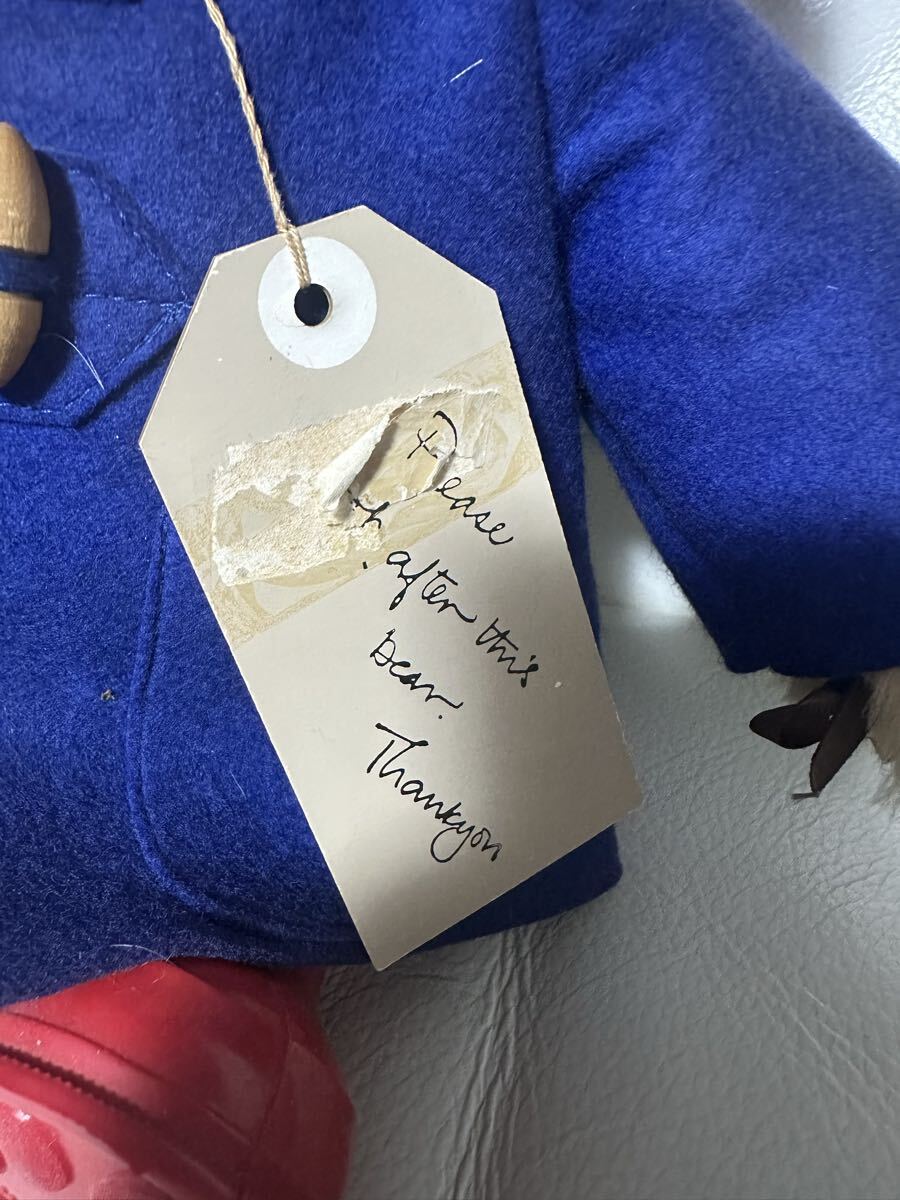 Please
after this
Bear.
Thankyou